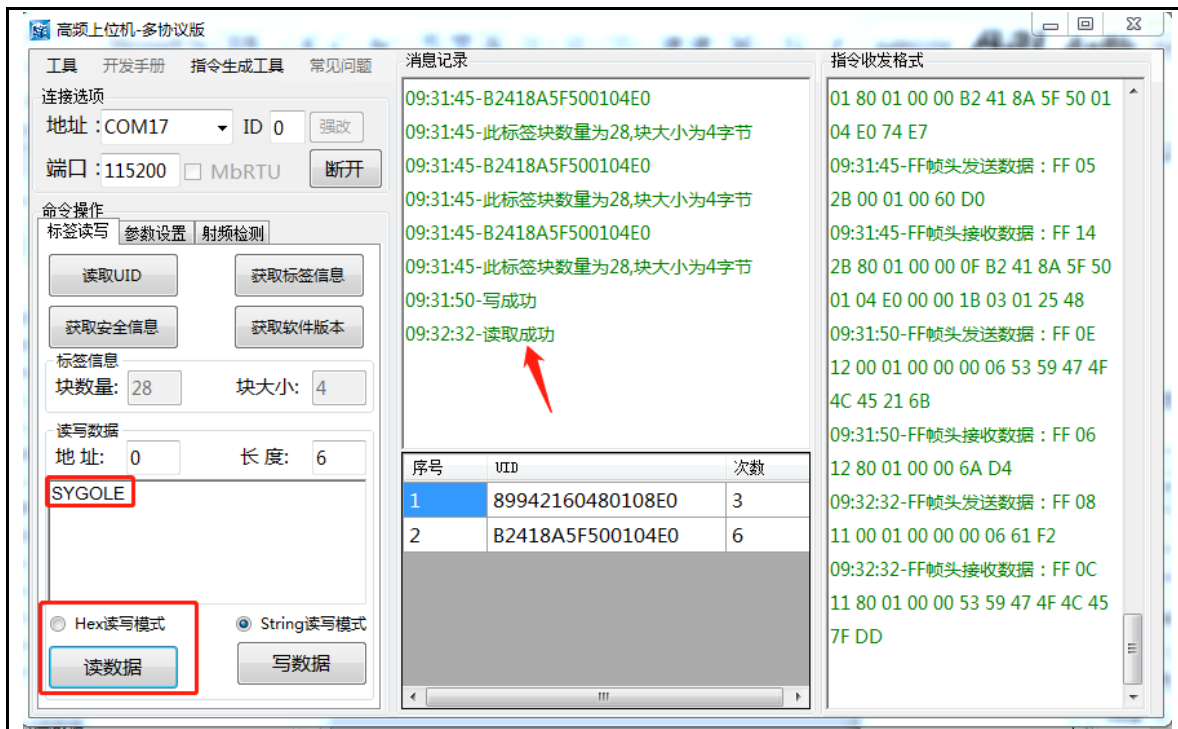 高频上位机-多协议版
工具 开发手册 指令生成工具 常见问题
连接选项
地址：COM17 ID 0 强改
端口：115200 MbRTU 断开
命令操作
标签读写 参数设置 射频检测
读取UID 获取标签信息
获取安全信息 获取软件版本
标签信息
块数量: 28 块大小: 4
读写数据
地 址: 0 长 度: 6
SYGOLE
Hex读写模式 String读写模式
读数据 写数据
消息记录
09:31:45-B2418A5F500104E0
09:31:45-此标签块数量为28,块大小为4字节
09:31:45-B2418A5F500104E0
09:31:45-此标签块数量为28,块大小为4字节
09:31:45-B2418A5F500104E0
09:31:45-此标签块数量为28,块大小为4字节
09:31:50-写成功
09:32:32-读取成功
序号 UID 次数
1 89942160480108E0 3
2 B2418A5F500104E0 6
指令收发格式
01 80 01 00 00 B2 41 8A 5F 50 01
04 E0 74 E7
09:31:45-FF帧头发送数据：FF 05
2B 00 01 00 60 D0
09:31:45-FF帧头接收数据：FF 14
2B 80 01 00 00 0F B2 41 8A 5F 50
01 04 E0 00 00 1B 03 01 25 48
09:31:50-FF帧头发送数据：FF 0E
12 00 01 00 00 00 06 53 59 47 4F
4C 45 21 6B
09:31:50-FF帧头接收数据：FF 06
12 80 01 00 00 6A D4
09:32:32-FF帧头发送数据：FF 08
11 00 01 00 00 00 06 61 F2
09:32:32-FF帧头接收数据：FF 0C
11 80 01 00 00 53 59 47 4F 4C 45
7F DD